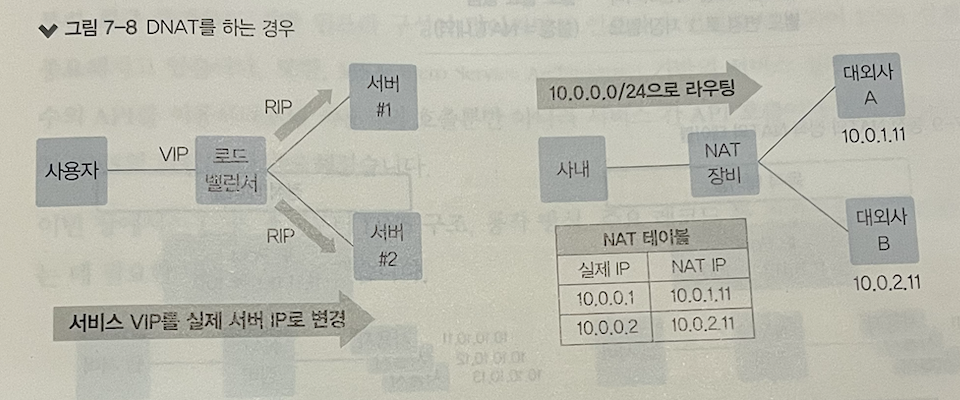 그림 7-8 DNAT를 하는 경우
사용자
VIP
로드
밸런서
RIP
RIP
서버
#1
서버
#2
서비스 VIP를 실제 서버 IP로 변경
10.0.0.0/24으로 라우팅
사내
NAT
장비
대외사
A
10.0.1.11
대외사
B
10.0.2.11
NAT 테이블
실제 IP NAT IP
10.0.0.1 10.0.1.11
10.0.0.2 10.0.2.11